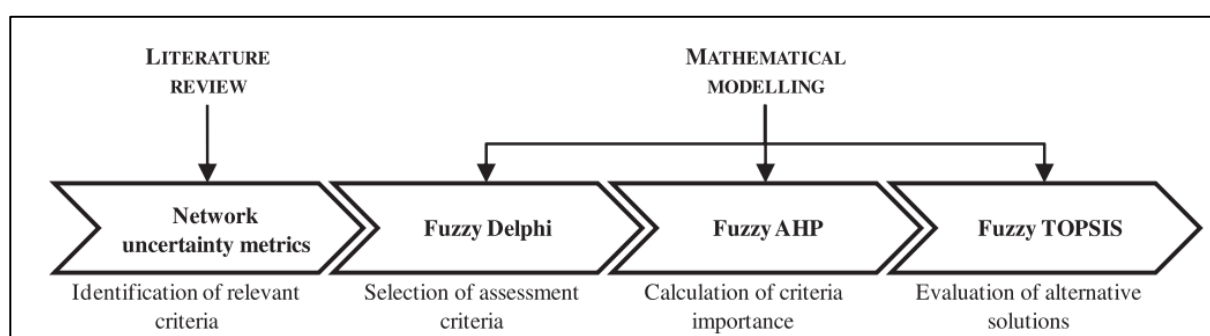 LITERATURE
REVIEW
MATHEMATICAL
MODELLING
Network
uncertainty metrics
Fuzzy Delphi
Fuzzy AHP
Fuzzy TOPSIS
Identification of relevant
criteria
Selection of assessment
criteria
Calculation of criteria
importance
Evaluation of alternative
solutions